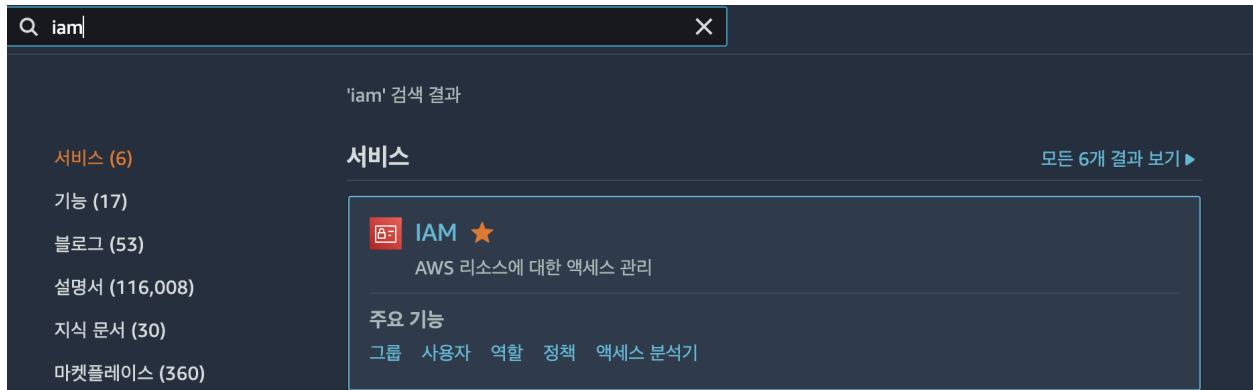 iam
'iam' 검색 결과
서비스 (6)
기능 (17)
블로그 (53)
설명서 (116,008)
지식 문서 (30)
마켓플레이스 (360)
서비스
모든 6개 결과 보기
IAM
AWS 리소스에 대한 액세스 관리
주요 기능
그룹 사용자 역할 정책 액세스 분석기